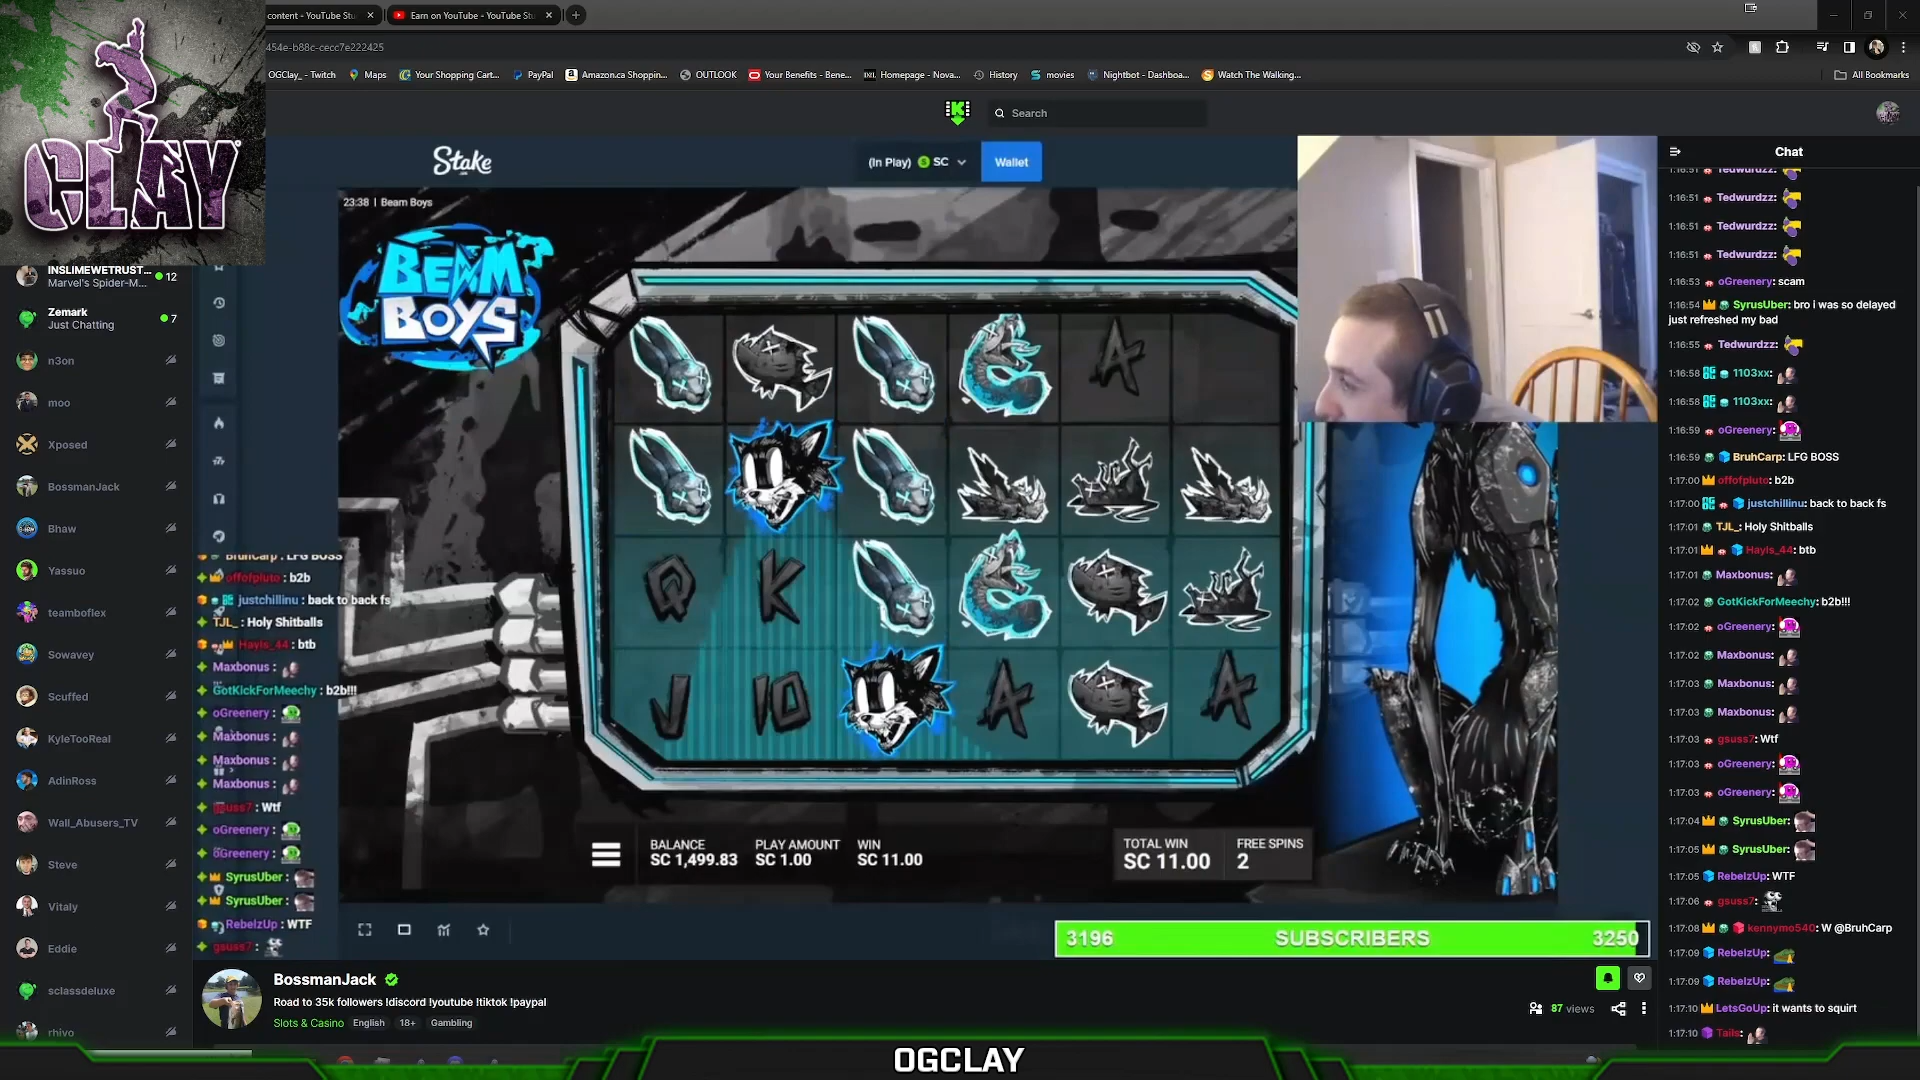 CLAY
content - YouTube Stu
Earn on YouTube - YouTube Stu
454e-b88c-cecc7e222425
OGClay_ - Twitch
Maps
Your Shopping Cart...
PayPal
Amazon.ca Shoppin...
OUTLOOK
Your Benefits - Bene...
Homepage - Nova...
History
movies
Nightbot - Dashboa...
Watch The Walking...
All Bookmarks
Search
Stake
(In Play) SC
Wallet
23:38 | Beam Boys
BEAM
BOYS
A
Q K
J 10 A A
BALANCE
SC 1,499.83
PLAY AMOUNT
SC 1.00
WIN
SC 11.00
TOTAL WIN
SC 11.00
FREE SPINS
2
3196 SUBSCRIBERS 3250
INSLIMEWETRUST... 12
Marvel's Spider-M...
Zemark 7
Just Chatting
n3on
moo
Xposed
BossmanJack
Bhaw
Yassuo
teamboflex
Sowavey
Scuffed
KyleTooReal
AdinRoss
Wall_Abusers_TV
Steve
Vitaly
Eddie
sclassdeluxe
rhivo
BruhCarp : LFG BOSS
offofpluto : b2b
justchillinu : back to back fs
TJL_ : Holy Shitballs
Hayls_44 : btb
Maxbonus :
GotKickForMeechy : b2b!!!
oGreenery :
Maxbonus :
Maxbonus :
Maxbonus :
gsuss7 : Wtf
oGreenery :
oGreenery :
SyrusUber :
SyrusUber :
RebelzUp : WTF
gsuss7 :
BossmanJack
Road to 35k followers !discord !youtube !tiktok !paypal
Slots & Casino English 18+ Gambling
87 views
Chat
1:16:51 Tedwurdzz:
1:16:51 Tedwurdzz:
1:16:51 Tedwurdzz:
1:16:51 Tedwurdzz:
1:16:53 oGreenery: scam
1:16:54 SyrusUber: bro i was so delayed
just refreshed my bad
1:16:55 Tedwurdzz:
1:16:58 1103xx:
1:16:58 1103xx:
1:16:59 oGreenery:
1:16:59 BruhCarp: LFG BOSS
1:17:00 offofpluto: b2b
1:17:00 justchillinu: back to back fs
1:17:01 TJL_: Holy Shitballs
1:17:01 Hayls_44: btb
1:17:01 Maxbonus:
1:17:02 GotKickForMeechy: b2b!!!
1:17:02 oGreenery:
1:17:02 Maxbonus:
1:17:03 Maxbonus:
1:17:03 Maxbonus:
1:17:03 gsuss7: Wtf
1:17:03 oGreenery:
1:17:03 oGreenery:
1:17:04 SyrusUber:
1:17:05 SyrusUber:
1:17:05 RebelzUp: WTF
1:17:06 gsuss7:
1:17:08 kennymo540: W @BruhCarp
1:17:09 RebelzUp:
1:17:09 RebelzUp:
1:17:10 LetsGoUp: it wants to squirt
1:17:10 Tails:
OGCLAY